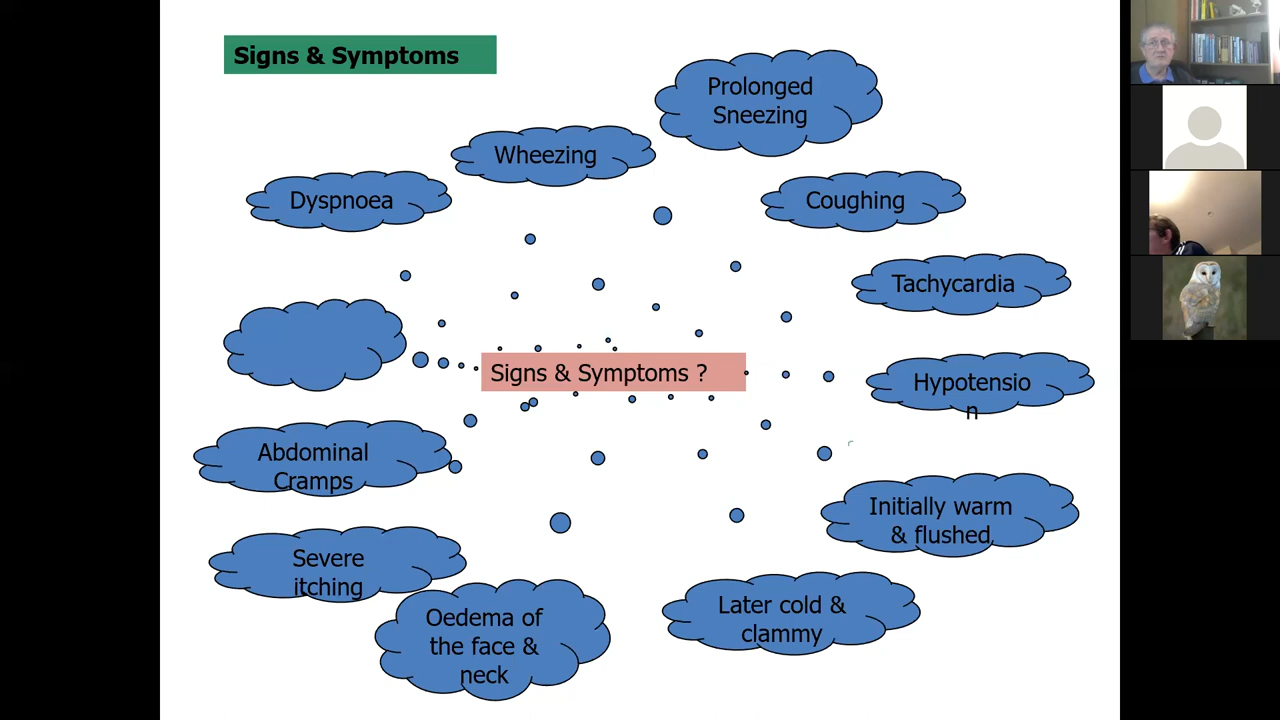 Signs & Symptoms
Prolonged
Sneezing
Wheezing
Dyspnoea
Coughing
Tachycardia
Signs & Symptoms ?
Hypotensio
n
Abdominal
Cramps
Initially warm
& flushed
Severe
itching
Later cold &
clammy
Oedema of
the face &
neck